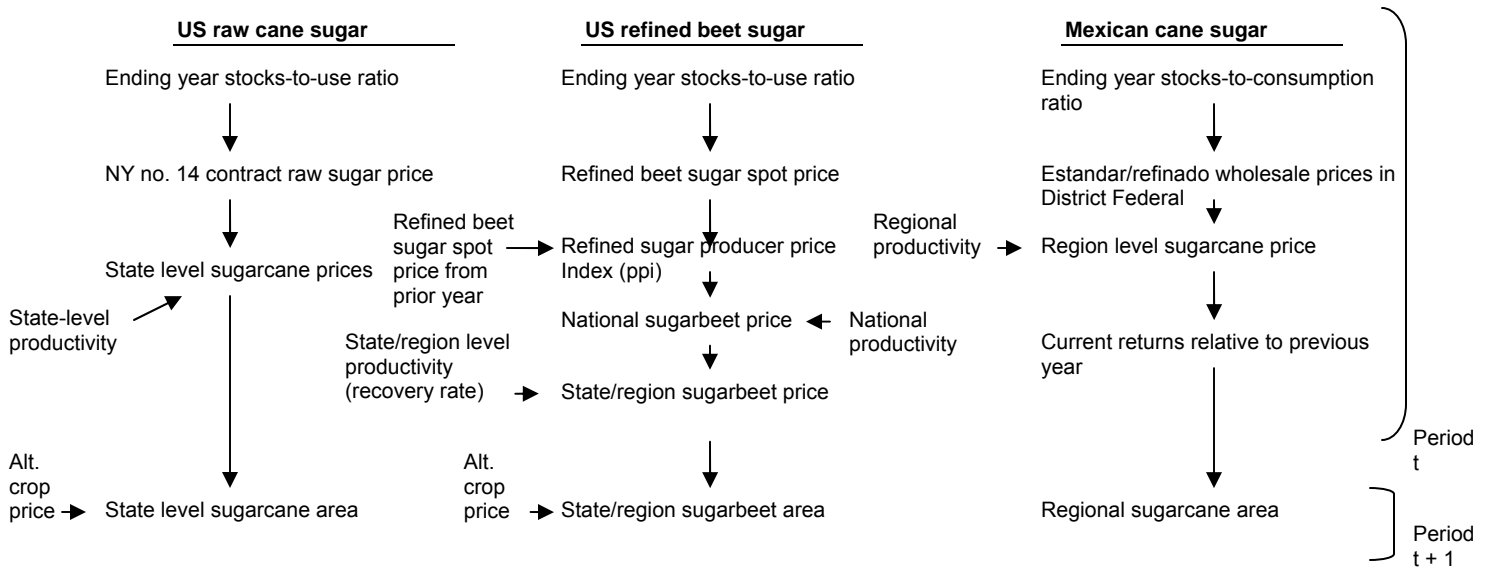 US raw cane sugar
Ending year stocks-to-use ratio
NY no. 14 contract raw sugar price
State level sugarcane prices
State-level
productivity
Alt.
crop
price
State level sugarcane area
US refined beet sugar
Ending year stocks-to-use ratio
Refined beet sugar spot price
Refined beet
sugar spot
price from
prior year
Refined sugar producer price
Index (ppi)
National sugarbeet price
National
productivity
State/region level
productivity
(recovery rate)
State/region sugarbeet price
Alt.
crop
price
State/region sugarbeet area
Mexican cane sugar
Ending year stocks-to-consumption
ratio
Estandar/refinado wholesale prices in
District Federal
Regional
productivity
Region level sugarcane price
Current returns relative to previous
year
Regional sugarcane area
Period
t
Period
t + 1